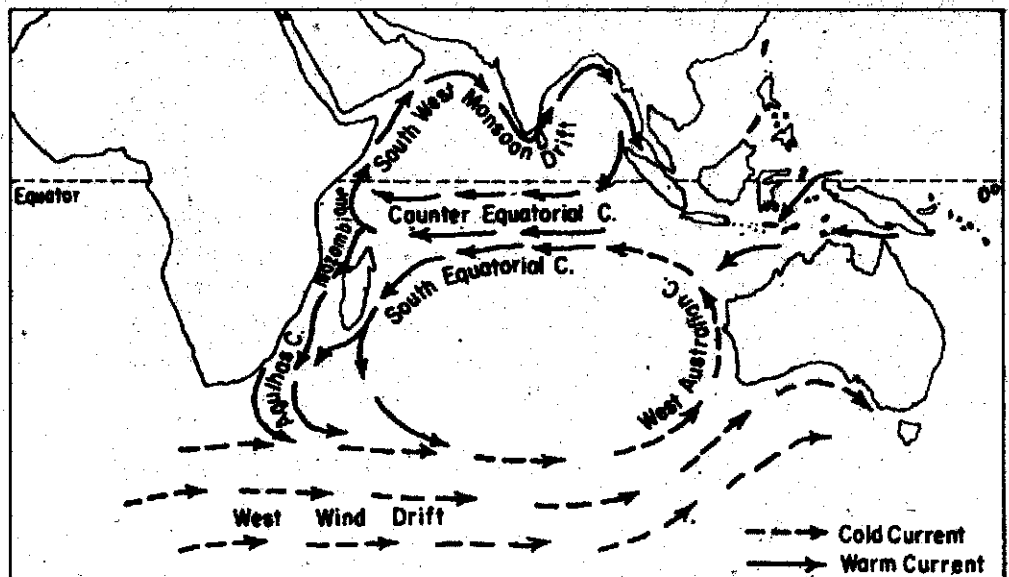 South West
Monsoon
Drift
Equator
0°
Counter Equatorial C.
Mozambique
South Equatorial C.
West Australian C.
Agulhas C.
West Wind Drift
Cold Current
Warm Current